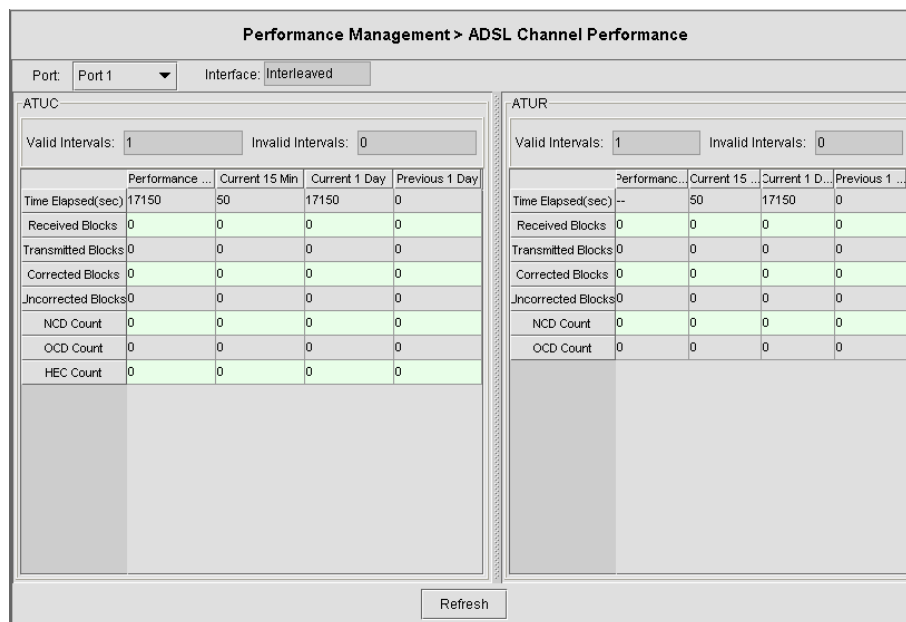 Performance Management > ADSL Channel Performance
Port: Port 1 Interface: Interleaved
ATUC
Valid Intervals: 1 Invalid Intervals: 0
Performance ... Current 15 Min Current 1 Day Previous 1 Day
Time Elapsed(sec) 17150 50 17150 0
Received Blocks 0 0 0 0
Transmitted Blocks 0 0 0 0
Corrected Blocks 0 0 0 0
Uncorrected Blocks 0 0 0 0
NCD Count 0 0 0 0
OCD Count 0 0 0 0
HEC Count 0 0 0 0
ATUR
Valid Intervals: 1 Invalid Intervals: 0
Performanc... Current 15 ... Current 1 D... Previous 1 ...
Time Elapsed(sec) -- 50 17150 0
Received Blocks 0 0 0 0
Transmitted Blocks 0 0 0 0
Corrected Blocks 0 0 0 0
Uncorrected Blocks 0 0 0 0
NCD Count 0 0 0 0
OCD Count 0 0 0 0
Refresh